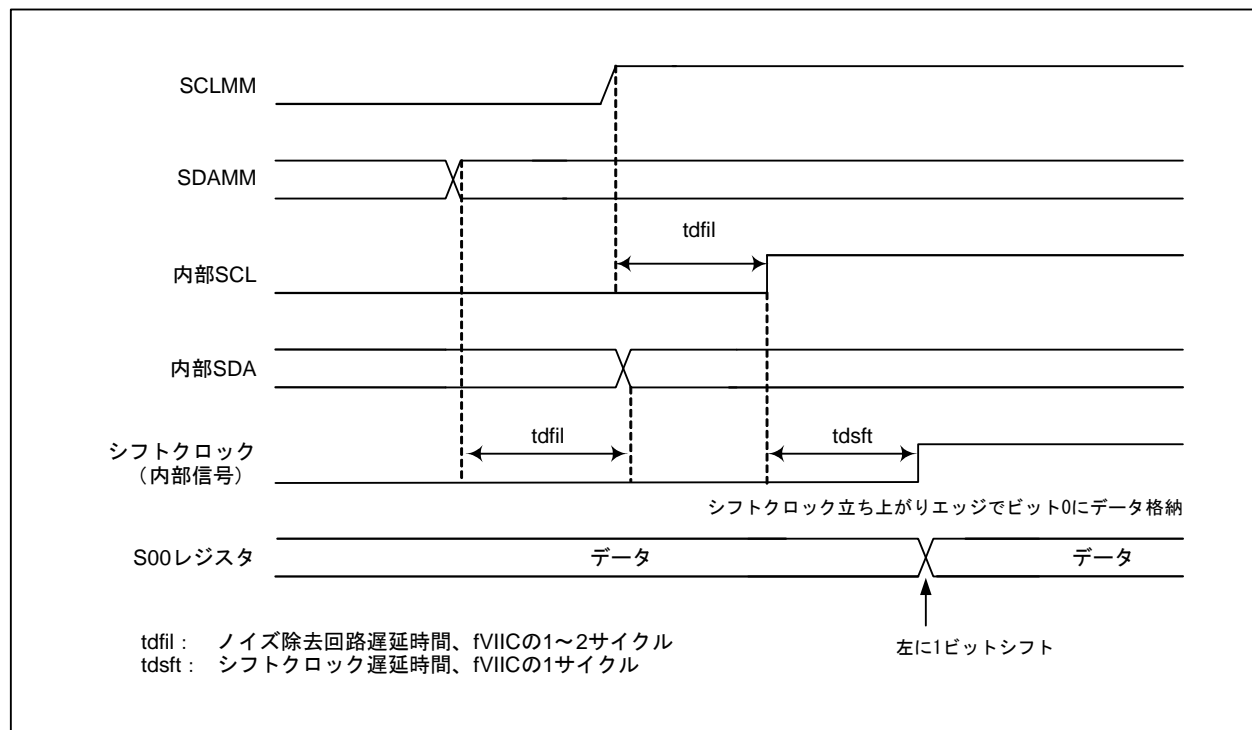 SCLMM
SDAMM
tdfil
内部SCL
内部SDA
tdfil
tdsft
シフトクロック
（内部信号）
シフトクロック立ち上がりエッジでビット0にデータ格納
S00レジスタ
データ
データ
左に1ビットシフト
tdfil： ノイズ除去回路遅延時間、fVIICの1～2サイクル
tdsft： シフトクロック遅延時間、fVIICの1サイクル